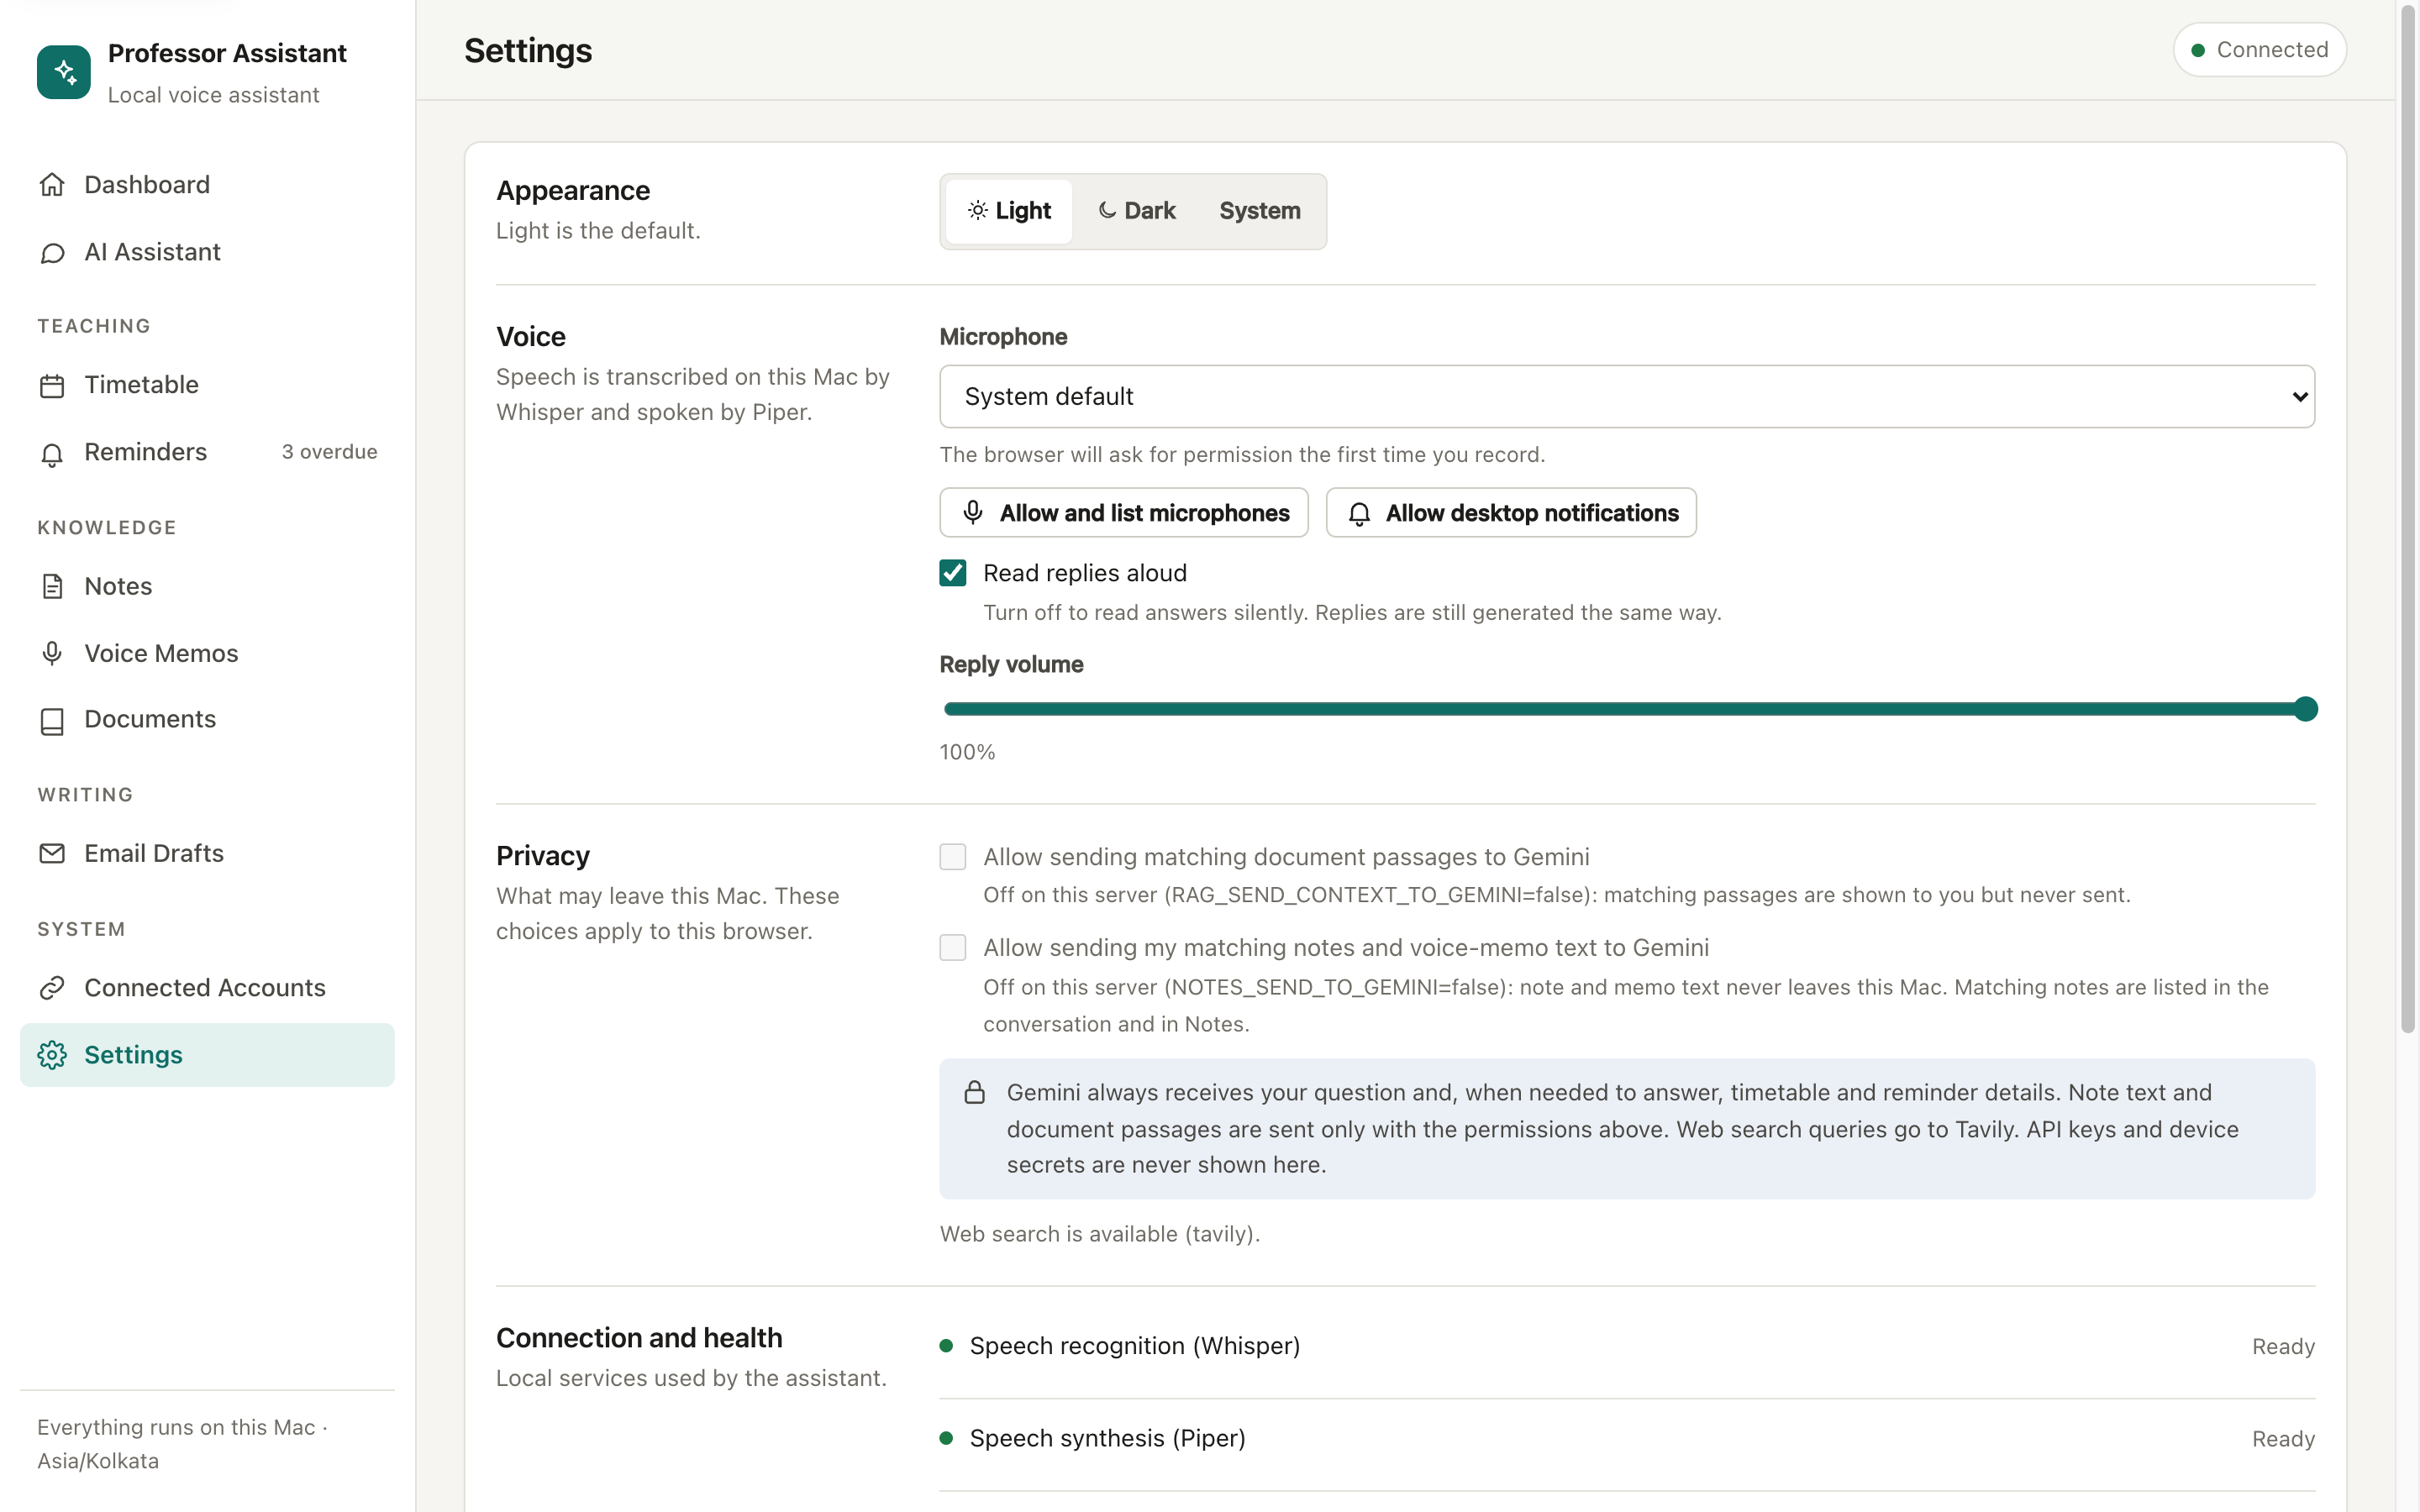 Professor Assistant
Local voice assistant
Dashboard
AI Assistant
TEACHING
Timetable
Reminders 3 overdue
KNOWLEDGE
Notes
Voice Memos
Documents
WRITING
Email Drafts
SYSTEM
Connected Accounts
Settings
Everything runs on this Mac ·
Asia/Kolkata
Settings
Connected
Appearance
Light is the default.
Light Dark System
Voice
Speech is transcribed on this Mac by
Whisper and spoken by Piper.
Microphone
System default
The browser will ask for permission the first time you record.
Allow and list microphones Allow desktop notifications
Read replies aloud
Turn off to read answers silently. Replies are still generated the same way.
Reply volume
100%
Privacy
What may leave this Mac. These
choices apply to this browser.
Allow sending matching document passages to Gemini
Off on this server (RAG_SEND_CONTEXT_TO_GEMINI=false): matching passages are shown to you but never sent.
Allow sending my matching notes and voice-memo text to Gemini
Off on this server (NOTES_SEND_TO_GEMINI=false): note and memo text never leaves this Mac. Matching notes are listed in the
conversation and in Notes.
Gemini always receives your question and, when needed to answer, timetable and reminder details. Note text and
document passages are sent only with the permissions above. Web search queries go to Tavily. API keys and device
secrets are never shown here.
Web search is available (tavily).
Connection and health
Local services used by the assistant.
Speech recognition (Whisper) Ready
Speech synthesis (Piper) Ready